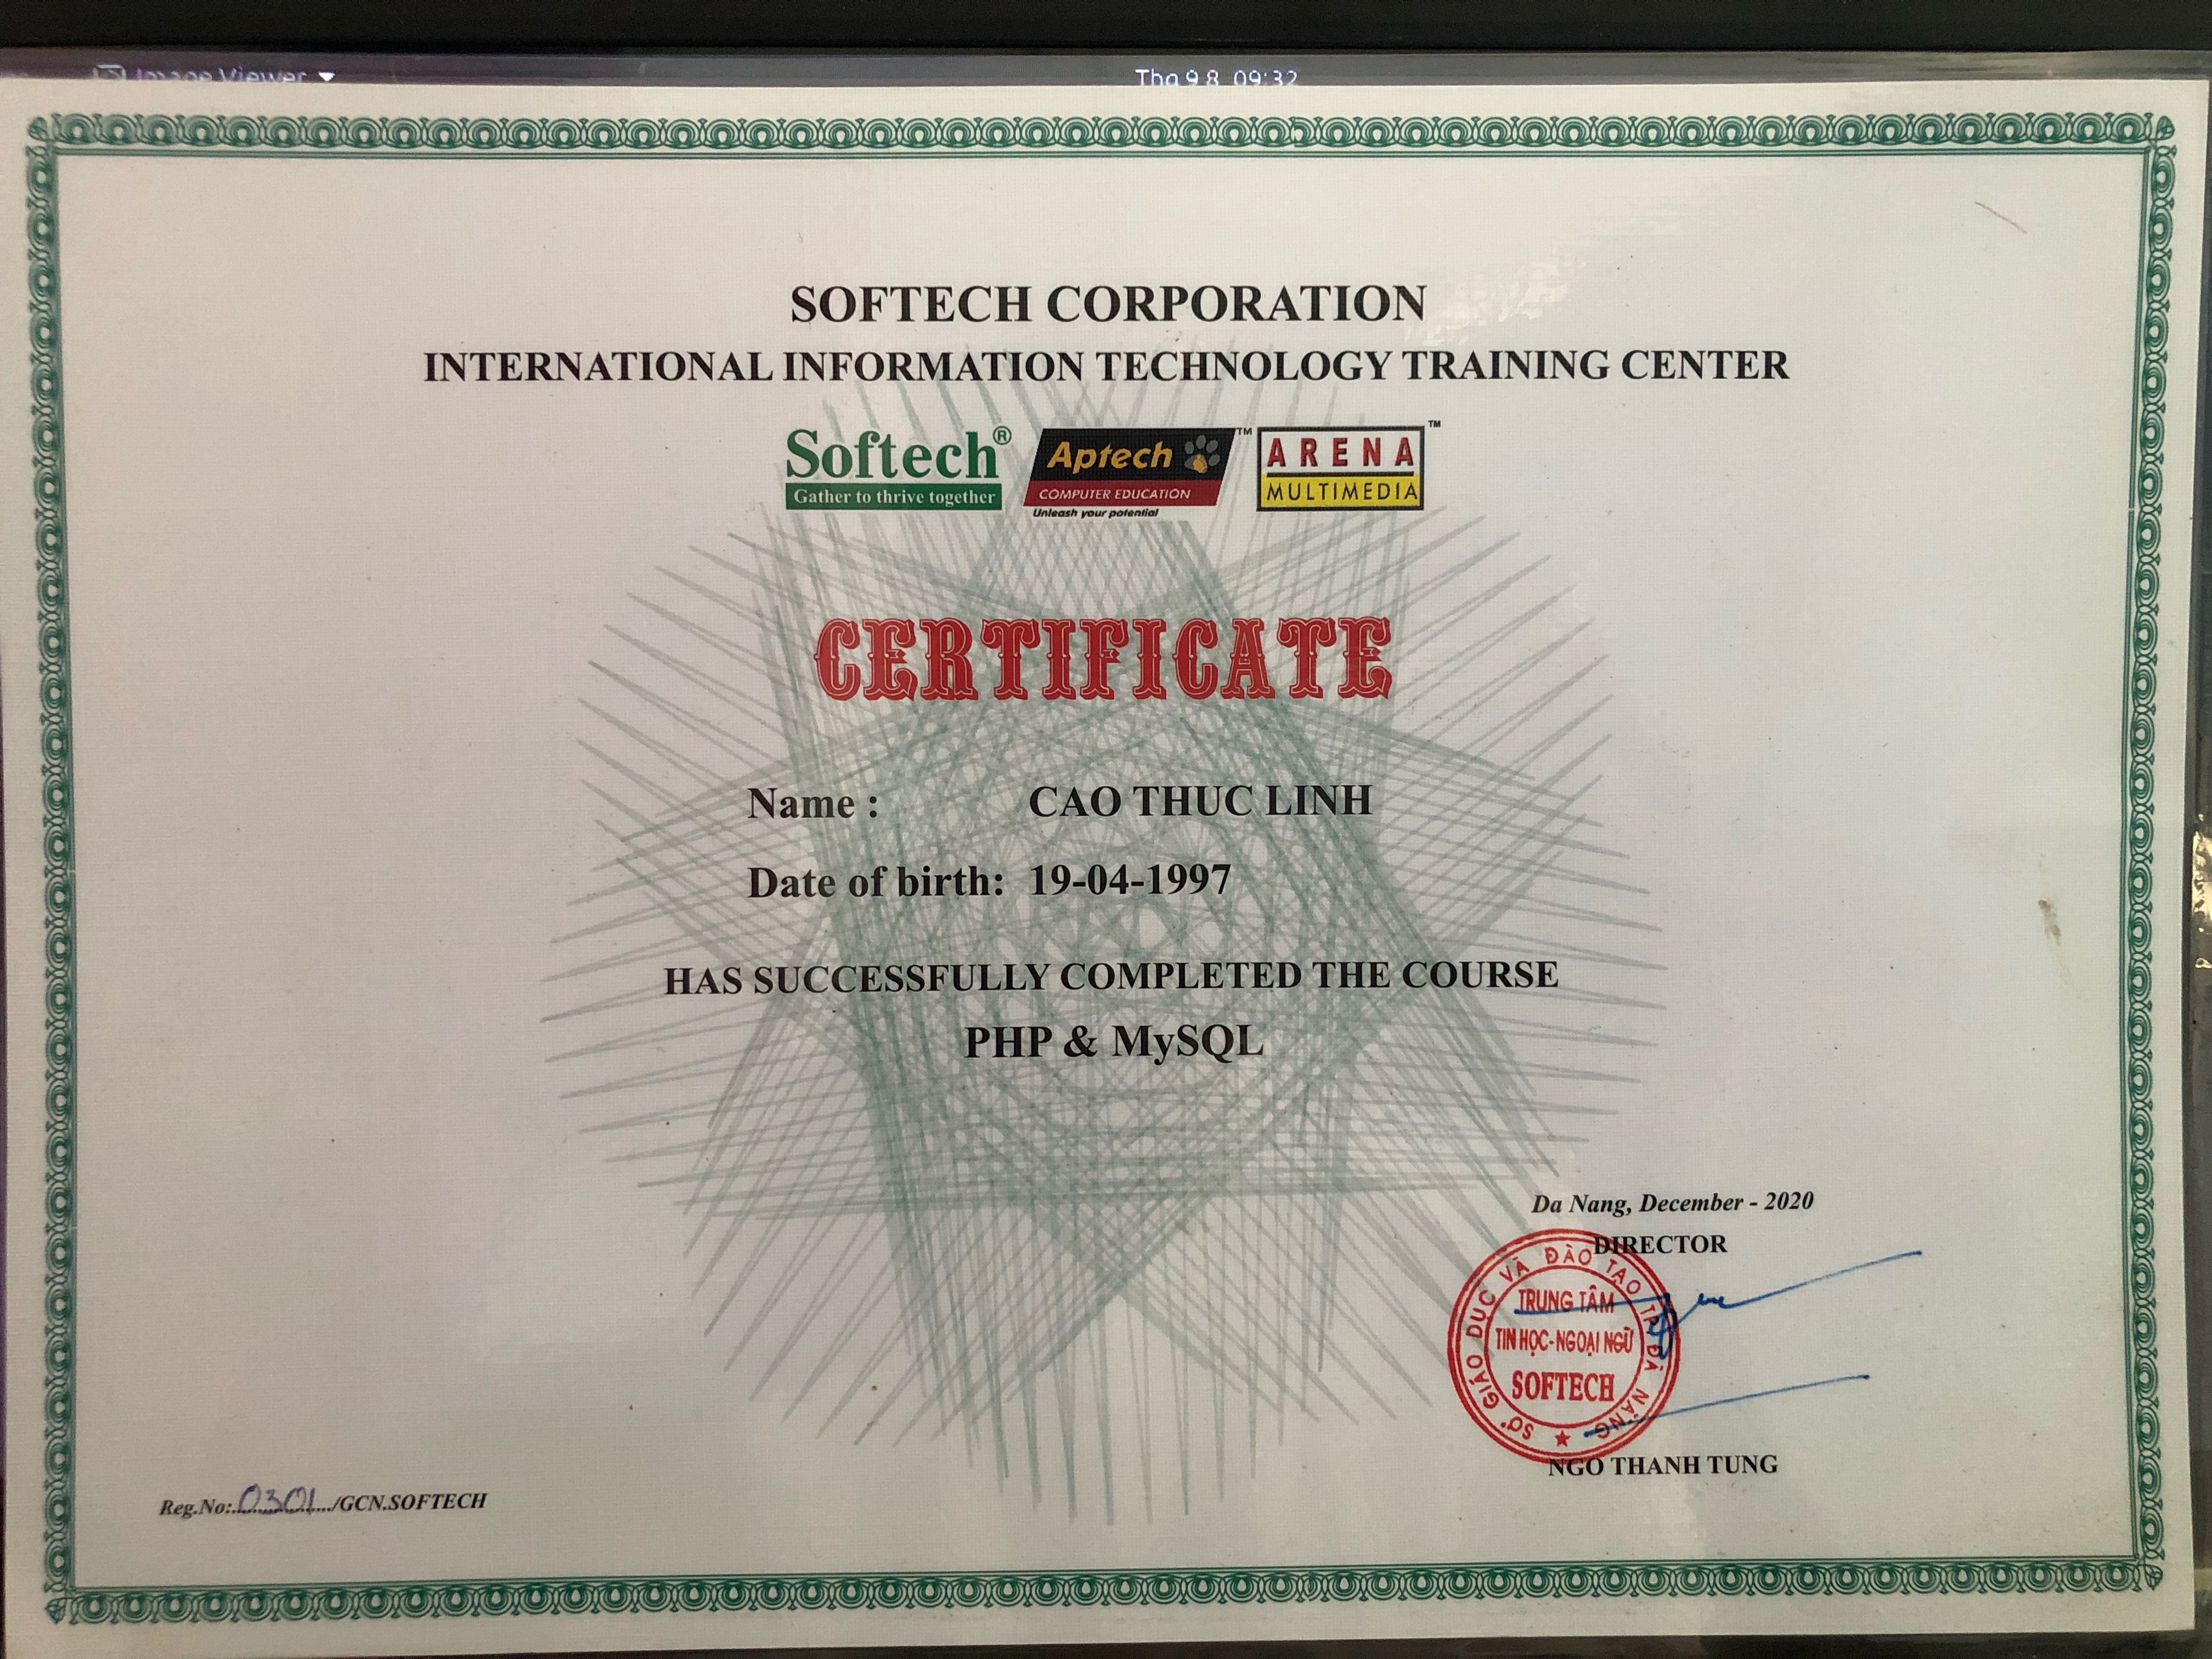 Image Viewer
Thg 9 8 09:32
SOFTECH CORPORATION
INTERNATIONAL INFORMATION TECHNOLOGY TRAINING CENTER
Softech®
Gather to thrive together
Aptech™
COMPUTER EDUCATION
Unleash your potential
ARENA™
MULTIMEDIA
CERTIFICATE
Name : CAO THUC LINH
Date of birth: 19-04-1997
HAS SUCCESSFULLY COMPLETED THE COURSE
PHP & MySQL
Da Nang, December - 2020
DIRECTOR
SỞ GIÁO DỤC VÀ ĐÀO TẠO TP ĐÀ NẴNG
TRUNG TÂM
TIN HỌC-NGOẠI NGỮ
SOFTECH
NGO THANH TUNG
Reg.No:..0301.../GCN.SOFTECH